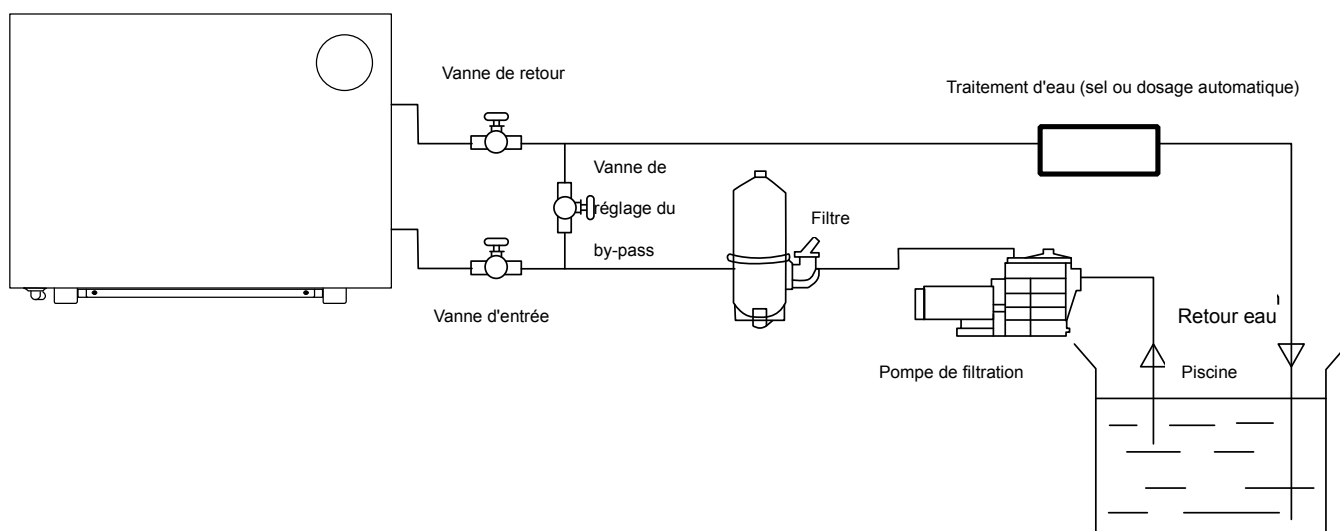 Vanne de retour
Traitement d'eau (sel ou dosage automatique)
Vanne de
réglage du
by-pass
Filtre
Vanne d'entrée
Pompe de filtration
Retour eau
Piscine